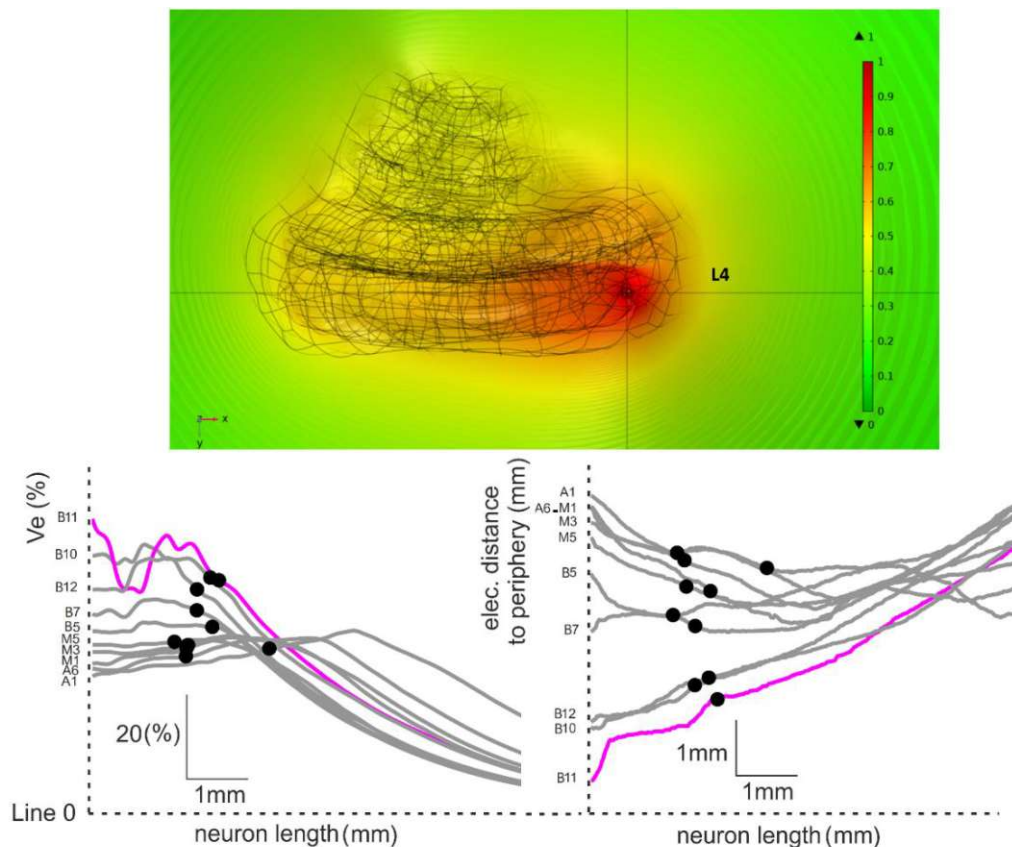 ▲ 1
1
0.9
0.8
0.7
0.6
0.5
0.4
0.3
0.2
0.1
0
▼ 0
L4
z x
y
Ve (%)
B11
B10
B12
B7
B5
M5
M3
M1
A6
A1
20(%)
1mm
Line 0
neuron length (mm)
elec. distance
to periphery (mm)
A1
A6 M1
M3
M5
B5
B7
B12
B10
B11
1mm
1mm
neuron length (mm)